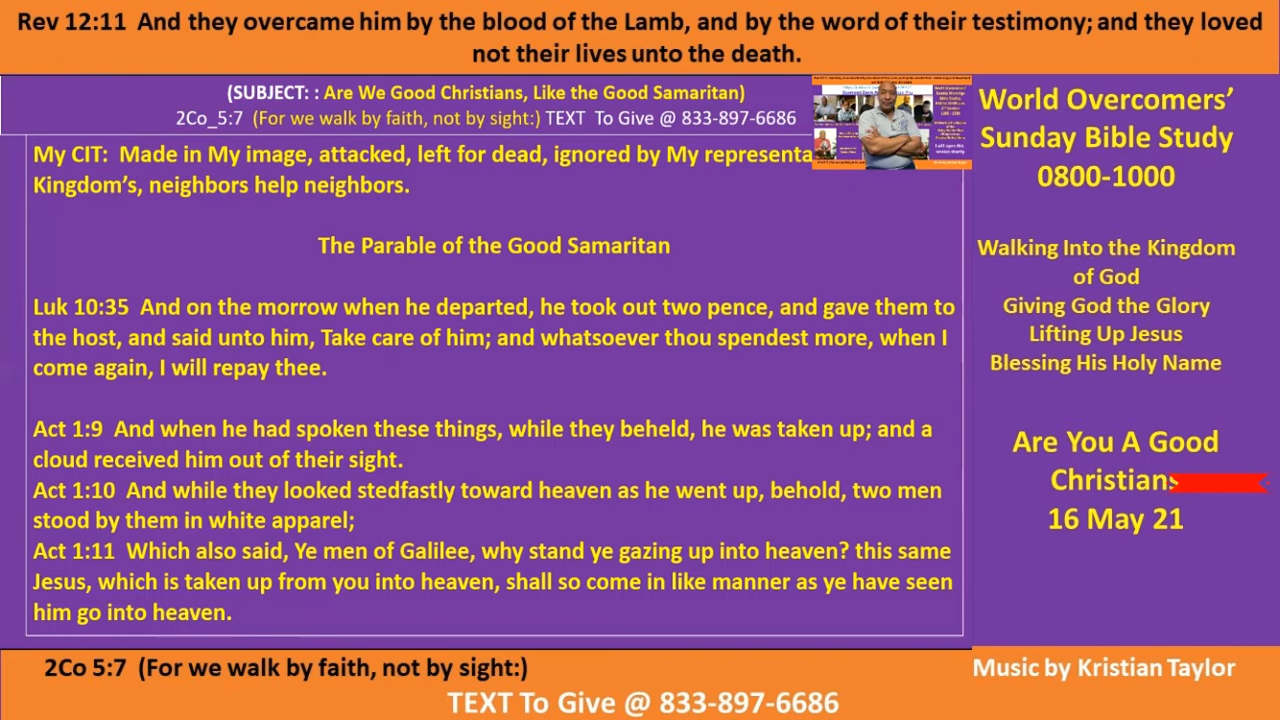 Rev 12:11  And they overcame him by the blood of the Lamb, and by the word of their testimony; and they loved
not their lives unto the death.
(SUBJECT: : Are We Good Christians, Like the Good Samaritan)
2Co_5:7  (For we walk by faith, not by sight:) TEXT  To Give @ 833-897-6686
My CIT:  Made in My image, attacked, left for dead, ignored by My
Kingdom's, neighbors help neighbors.
The Parable of the Good Samaritan
Luk 10:35  And on the morrow when he departed, he took out two pence, and gave them to
the host, and said unto him, Take care of him; and whatsoever thou spendest more, when I
come again, I will repay thee.
Act 1:9  And when he had spoken these things, while they beheld, he was taken up; and a
cloud received him out of their sight.
Act 1:10  And while they looked stedfastly toward heaven as he went up, behold, two men
stood by them in white apparel;
Act 1:11  Which also said, Ye men of Galilee, why stand ye gazing up into heaven? this same
Jesus, which is taken up from you into heaven, shall so come in like manner as ye have seen
him go into heaven.
World Overcomers'
Sunday Bible Study
0800-1000
Walking Into the Kingdom
of God
Giving God the Glory
Lifting Up Jesus
Blessing His Holy Name
Are You A Good
Christians
16 May 21
2Co 5:7  (For we walk by faith, not by sight:)
Music by Kristian Taylor
TEXT To Give @ 833-897-6686